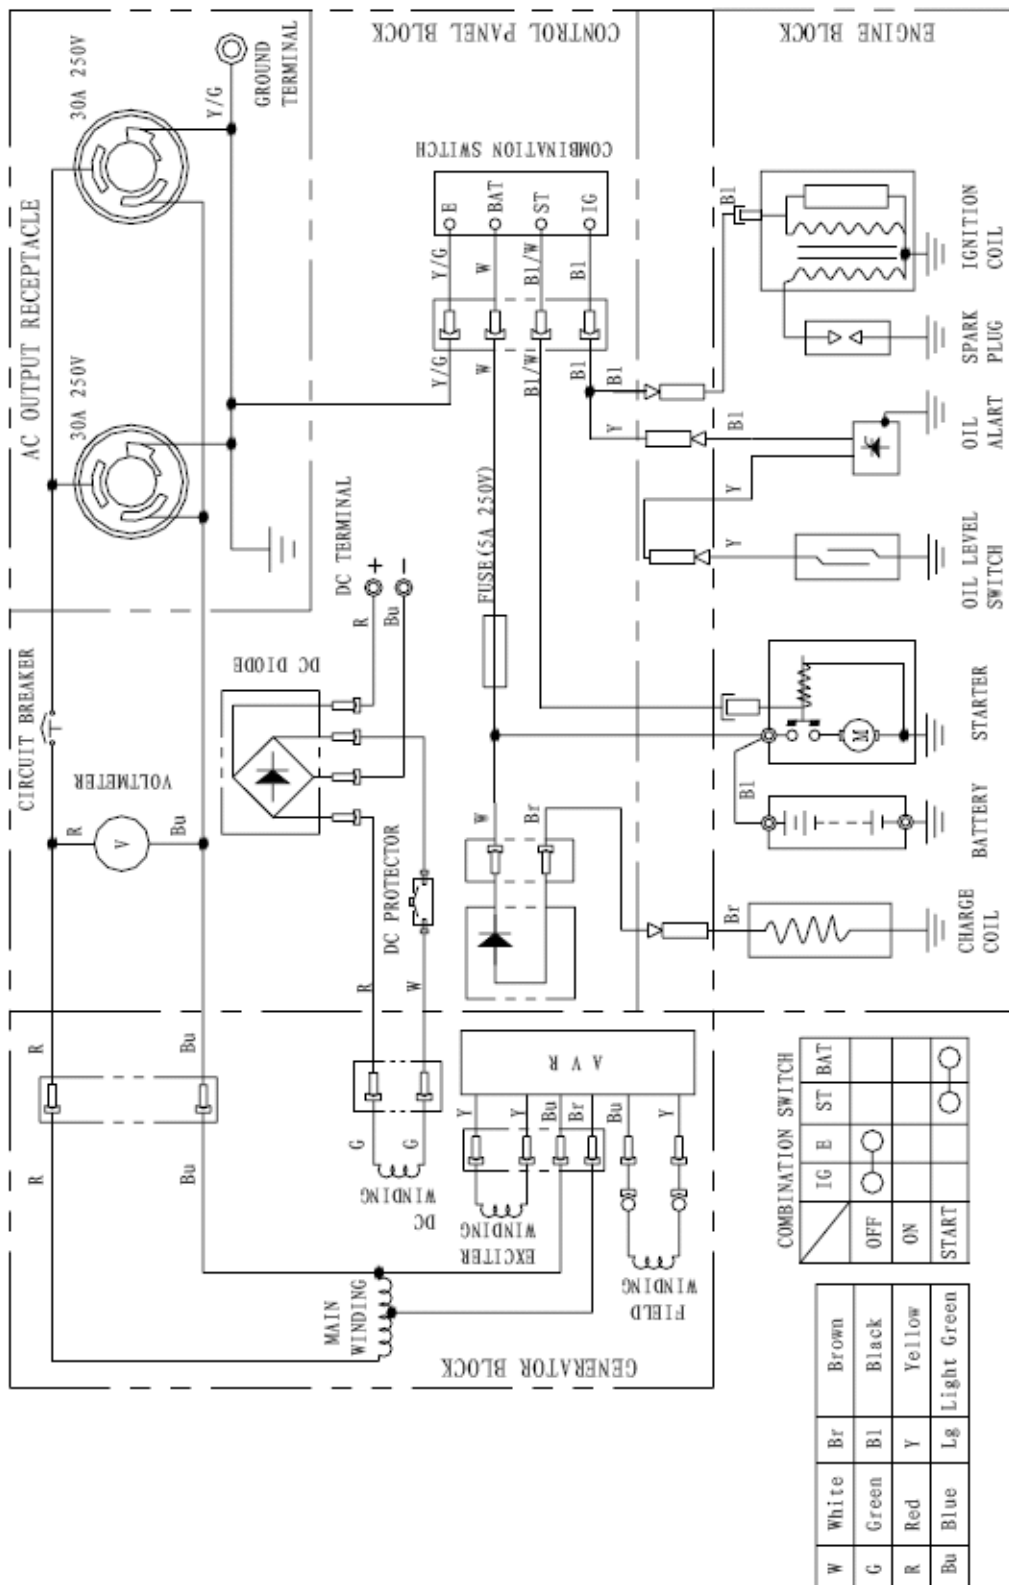 AC OUTPUT RECEPTACLE
30A 250V
30A 250V
Y/G
GROUND
TERMINAL
CONTROL PANEL BLOCK
ENGINE BLOCK
COMBINATION SWITCH
E
BAT
ST
IG
Y/G
W
Bl/W
Bl
Y/G
W
Bl/W
Bl
Bl
Y
Bl
Bl
Y
Y
IGNITION
COIL
SPARK
PLUG
OIL
ALART
OIL LEVEL
SWITCH
STARTER
M
BATTERY
Bl
CHARGE
COIL
Br
FUSE(5A 250V)
DC TERMINAL
+
-
R
Bu
DC DIODE
CIRCUIT BREAKER
VOLTMETER
V
R
Bu
DC PROTECTOR
R
W
W
Br
R
Bu
R
Bu
G
G
DC
WINDING
A V R
Y
Y
Bu
Br
Bu
Y
EXCITER
WINDING
FIELD
WINDING
MAIN
WINDING
GENERATOR BLOCK
COMBINATION SWITCH
IG E ST BAT
OFF
ON
START
W White Br Brown
G Green Bl Black
R Red Y Yellow
Bu Blue Lg Light Green